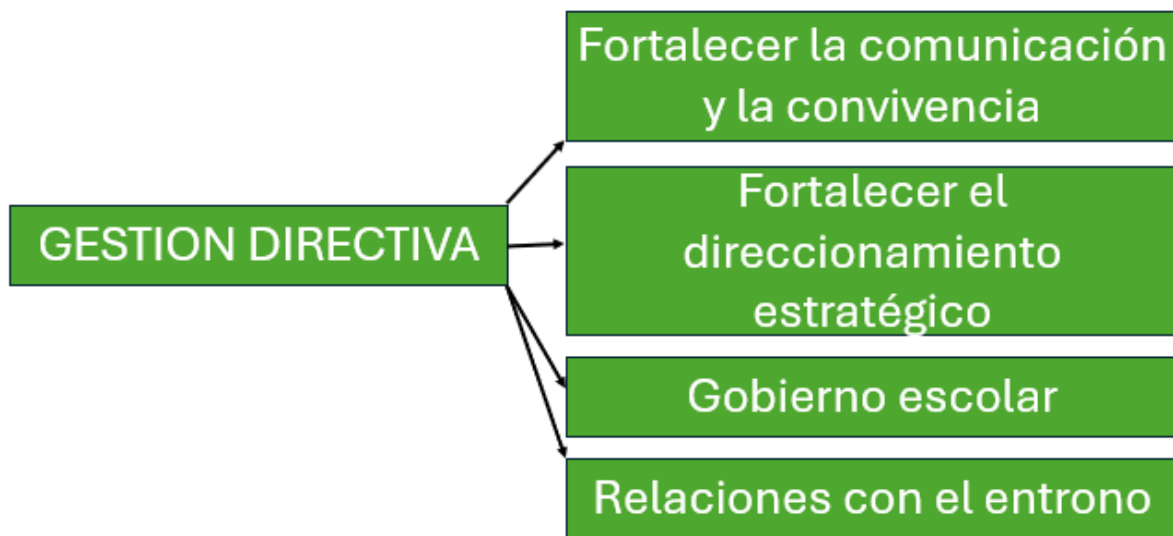 Fortalecer la comunicación
y la convivencia
GESTION DIRECTIVA
Fortalecer el
direccionamiento
estratégico
Gobierno escolar
Relaciones con el entrono